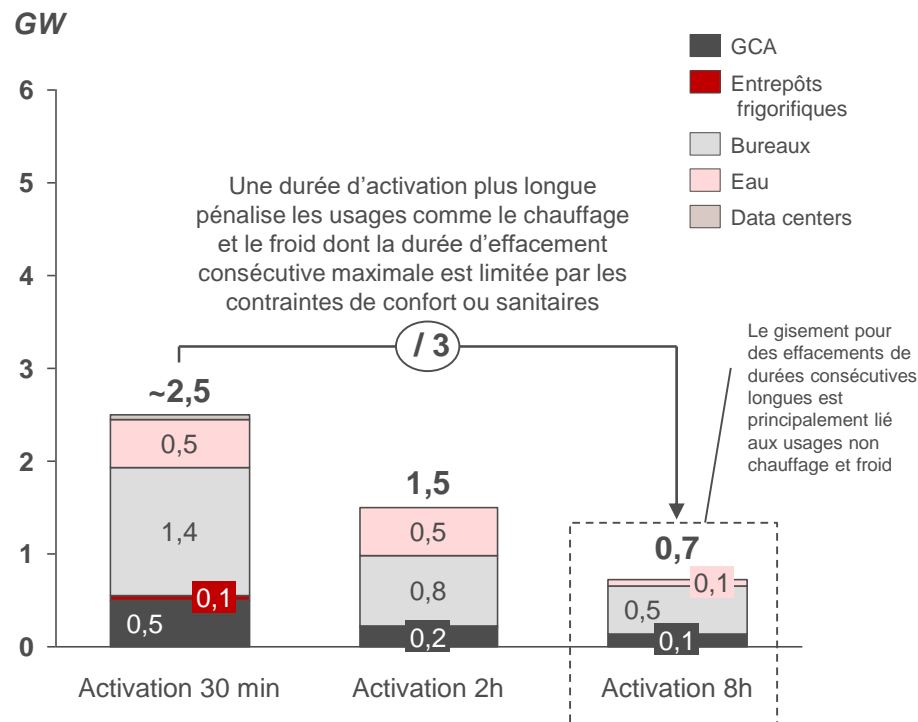 GW
GCA
Entrepôts
frigorifiques
Bureaux
Eau
Data centers
6
5
4
3
2
1
0
Une durée d'activation plus longue
pénalise les usages comme le chauffage
et le froid dont la durée d'effacement
consécutive maximale est limitée par les
contraintes de confort ou sanitaires
/ 3
Le gisement pour
des effacements de
durées consécutives
longues est
principalement lié
aux usages non
chauffage et froid
~2,5
0,5
1,4
0,1
0,5
1,5
0,5
0,8
0,2
0,7
0,1
0,5
0,1
Activation 30 min
Activation 2h
Activation 8h